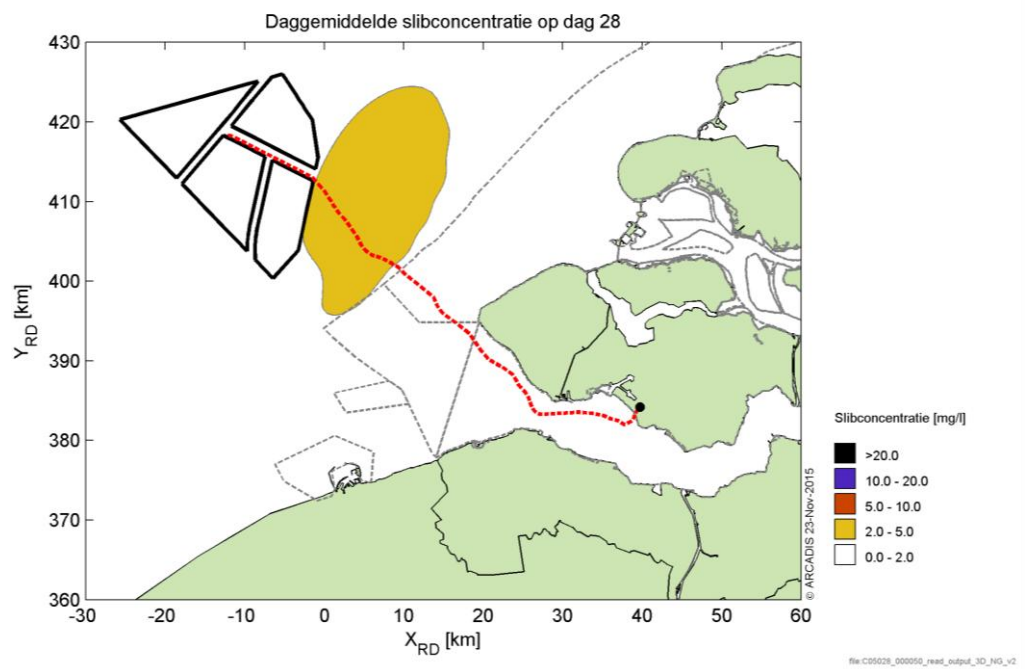 Daggemiddelde slibconcentratie op dag 28
430
420
410
400
390
380
370
360
Y_RD [km]
-30 -20 -10 0 10 20 30 40 50 60
X_RD [km]
© ARCADIS 23-Nov-2015
Slibconcentratie [mg/l]
>20.0
10.0 - 20.0
5.0 - 10.0
2.0 - 5.0
0.0 - 2.0
file:C05028_000050_read_output_3D_NG_v2